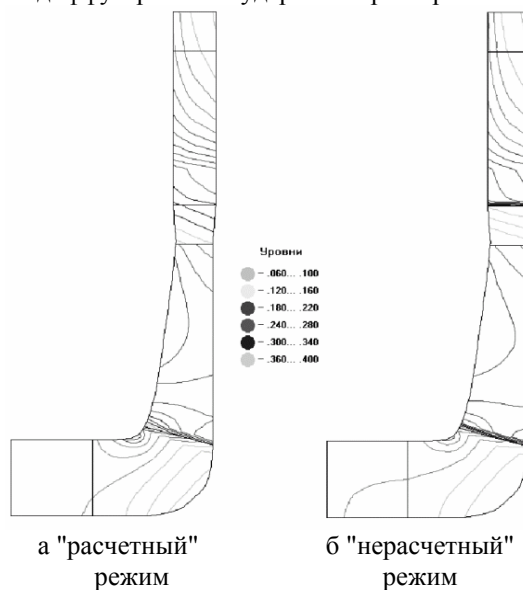 Уровни
- .060... .100
- .120... .160
- .180... .220
- .240... .280
- .300... .340
- .360... .400
а "расчетный"
режим
б "нерасчетный"
режим